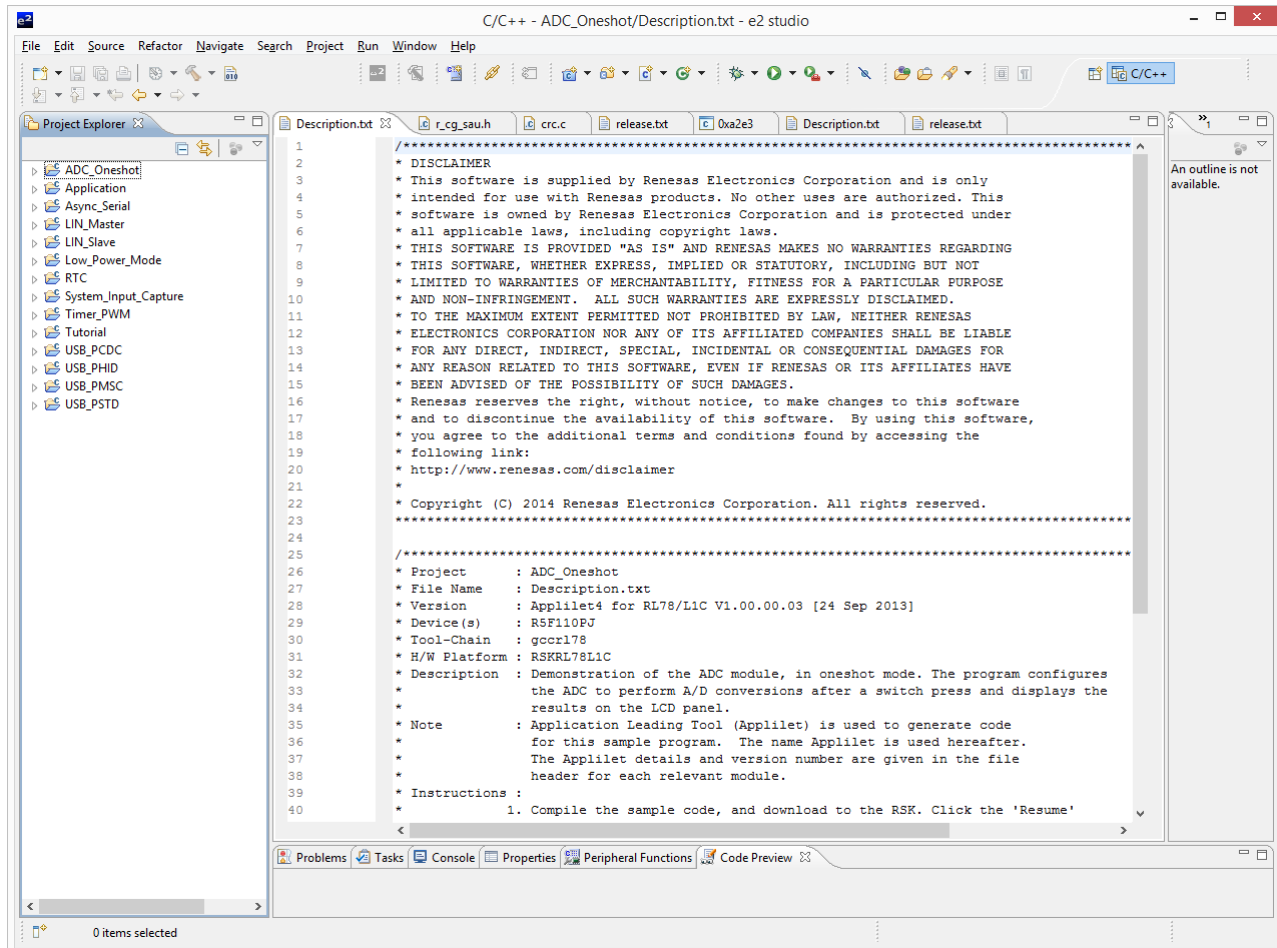 e2
C/C++ - ADC_Oneshot/Description.txt - e2 studio
File Edit Source Refactor Navigate Search Project Run Window Help
C/C++
Project Explorer
Description.txt r_cg_sau.h crc.c release.txt 0xa2e3 Description.txt release.txt
»1
ADC_Oneshot
Application
Async_Serial
LIN_Master
LIN_Slave
Low_Power_Mode
RTC
System_Input_Capture
Timer_PWM
Tutorial
USB_PCDC
USB_PHID
USB_PMSC
USB_PSTD
1 /*******************************************************************************************
2 * DISCLAIMER
3 * This software is supplied by Renesas Electronics Corporation and is only
4 * intended for use with Renesas products. No other uses are authorized. This
5 * software is owned by Renesas Electronics Corporation and is protected under
6 * all applicable laws, including copyright laws.
7 * THIS SOFTWARE IS PROVIDED "AS IS" AND RENESAS MAKES NO WARRANTIES REGARDING
8 * THIS SOFTWARE, WHETHER EXPRESS, IMPLIED OR STATUTORY, INCLUDING BUT NOT
9 * LIMITED TO WARRANTIES OF MERCHANTABILITY, FITNESS FOR A PARTICULAR PURPOSE
10 * AND NON-INFRINGEMENT.  ALL SUCH WARRANTIES ARE EXPRESSLY DISCLAIMED.
11 * TO THE MAXIMUM EXTENT PERMITTED NOT PROHIBITED BY LAW, NEITHER RENESAS
12 * ELECTRONICS CORPORATION NOR ANY OF ITS AFFILIATED COMPANIES SHALL BE LIABLE
13 * FOR ANY DIRECT, INDIRECT, SPECIAL, INCIDENTAL OR CONSEQUENTIAL DAMAGES FOR
14 * ANY REASON RELATED TO THIS SOFTWARE, EVEN IF RENESAS OR ITS AFFILIATES HAVE
15 * BEEN ADVISED OF THE POSSIBILITY OF SUCH DAMAGES.
16 * Renesas reserves the right, without notice, to make changes to this software
17 * and to discontinue the availability of this software.  By using this software,
18 * you agree to the additional terms and conditions found by accessing the
19 * following link:
20 * http://www.renesas.com/disclaimer
21 *
22 * Copyright (C) 2014 Renesas Electronics Corporation. All rights reserved.
23 ********************************************************************************************
24
25 /*******************************************************************************************
26 * Project      : ADC_Oneshot
27 * File Name    : Description.txt
28 * Version      : Applilet4 for RL78/L1C V1.00.00.03 [24 Sep 2013]
29 * Device(s)    : R5F110PJ
30 * Tool-Chain   : gccrl78
31 * H/W Platform : RSKRL78L1C
32 * Description  : Demonstration of the ADC module, in oneshot mode. The program configures
33 *                the ADC to perform A/D conversions after a switch press and displays the
34 *                results on the LCD panel.
35 * Note         : Application Leading Tool (Applilet) is used to generate code
36 *                for this sample program.  The name Applilet is used hereafter.
37 *                The Applilet details and version number are given in the file
38 *                header for each relevant module.
39 * Instructions :
40 *             1. Compile the sample code, and download to the RSK. Click the 'Resume'
An outline is not
available.
Problems Tasks Console Properties Peripheral Functions Code Preview
0 items selected